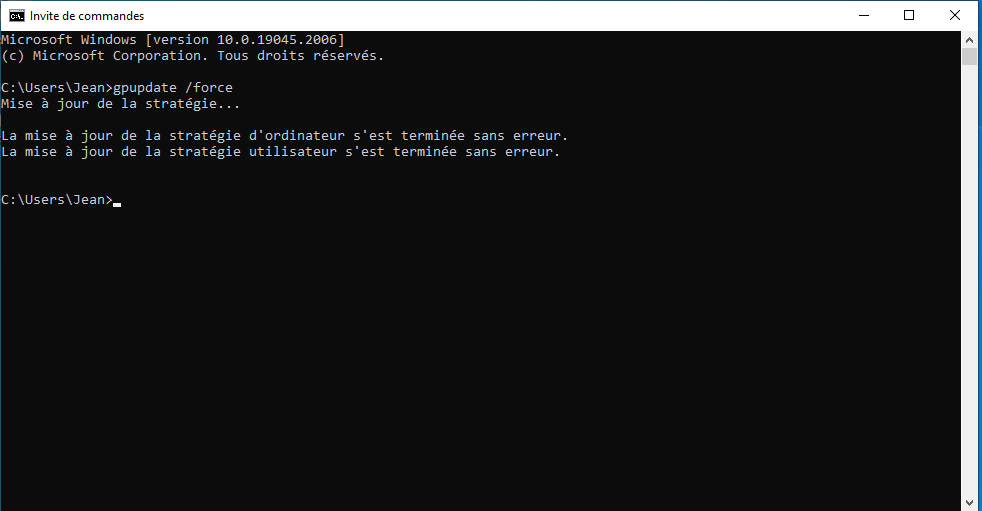 Invite de commandes
Microsoft Windows [version 10.0.19045.2006]
(c) Microsoft Corporation. Tous droits réservés.
C:\Users\Jean>gpupdate /force
Mise à jour de la stratégie...
La mise à jour de la stratégie d'ordinateur s'est terminée sans erreur.
La mise à jour de la stratégie utilisateur s'est terminée sans erreur.
C:\Users\Jean>